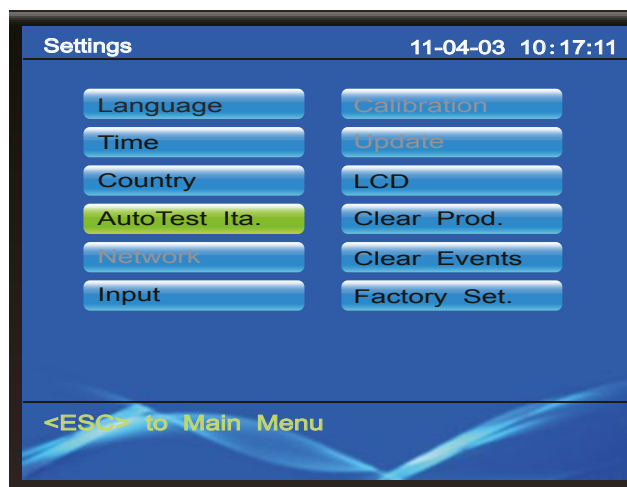 Settings 11-04-03 10:17:11
Language Calibration
Time Update
Country LCD
AutoTest Ita. Clear Prod.
Network Clear Events
Input Factory Set.
<ESC> to Main Menu